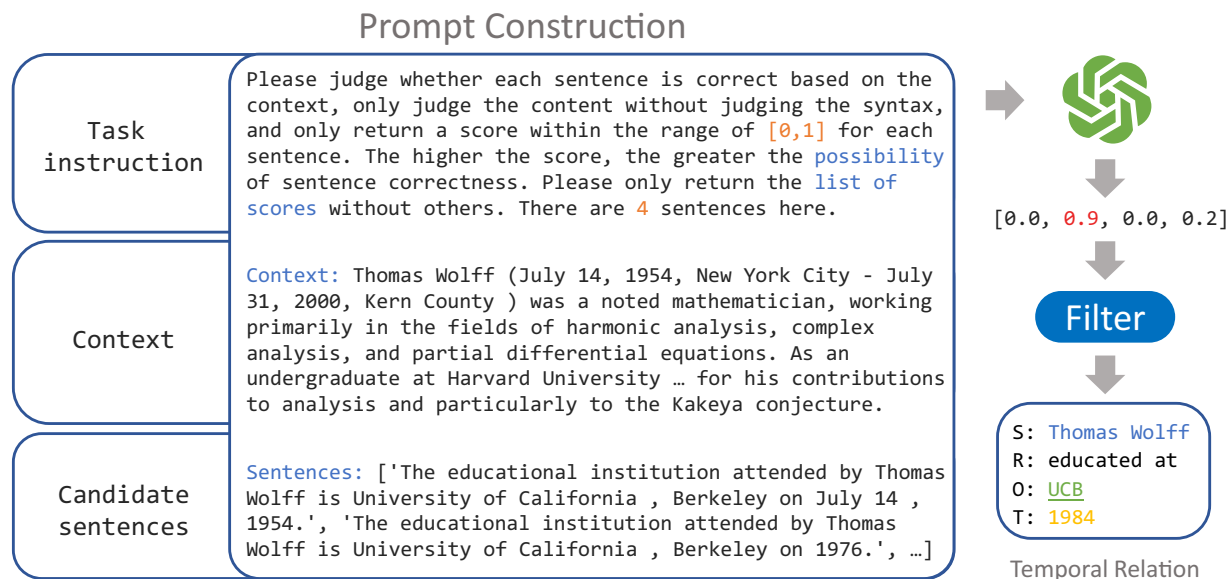 Prompt Construction
Task
instruction
Please judge whether each sentence is correct based on the
context, only judge the content without judging the syntax,
and only return a score within the range of [0,1] for each
sentence. The higher the score, the greater the possibility
of sentence correctness. Please only return the list of
scores without others. There are 4 sentences here.
Context
Context: Thomas Wolff (July 14, 1954, New York City - July
31, 2000, Kern County ) was a noted mathematician, working
primarily in the fields of harmonic analysis, complex
analysis, and partial differential equations. As an
undergraduate at Harvard University … for his contributions
to analysis and particularly to the Kakeya conjecture.
Candidate
sentences
Sentences: ['The educational institution attended by Thomas
Wolff is University of California , Berkeley on July 14 ,
1954.', 'The educational institution attended by Thomas
Wolff is University of California , Berkeley on 1976.', …]
[0.0, 0.9, 0.0, 0.2]
Filter
S: Thomas Wolff
R: educated at
O: UCB
T: 1984
Temporal Relation